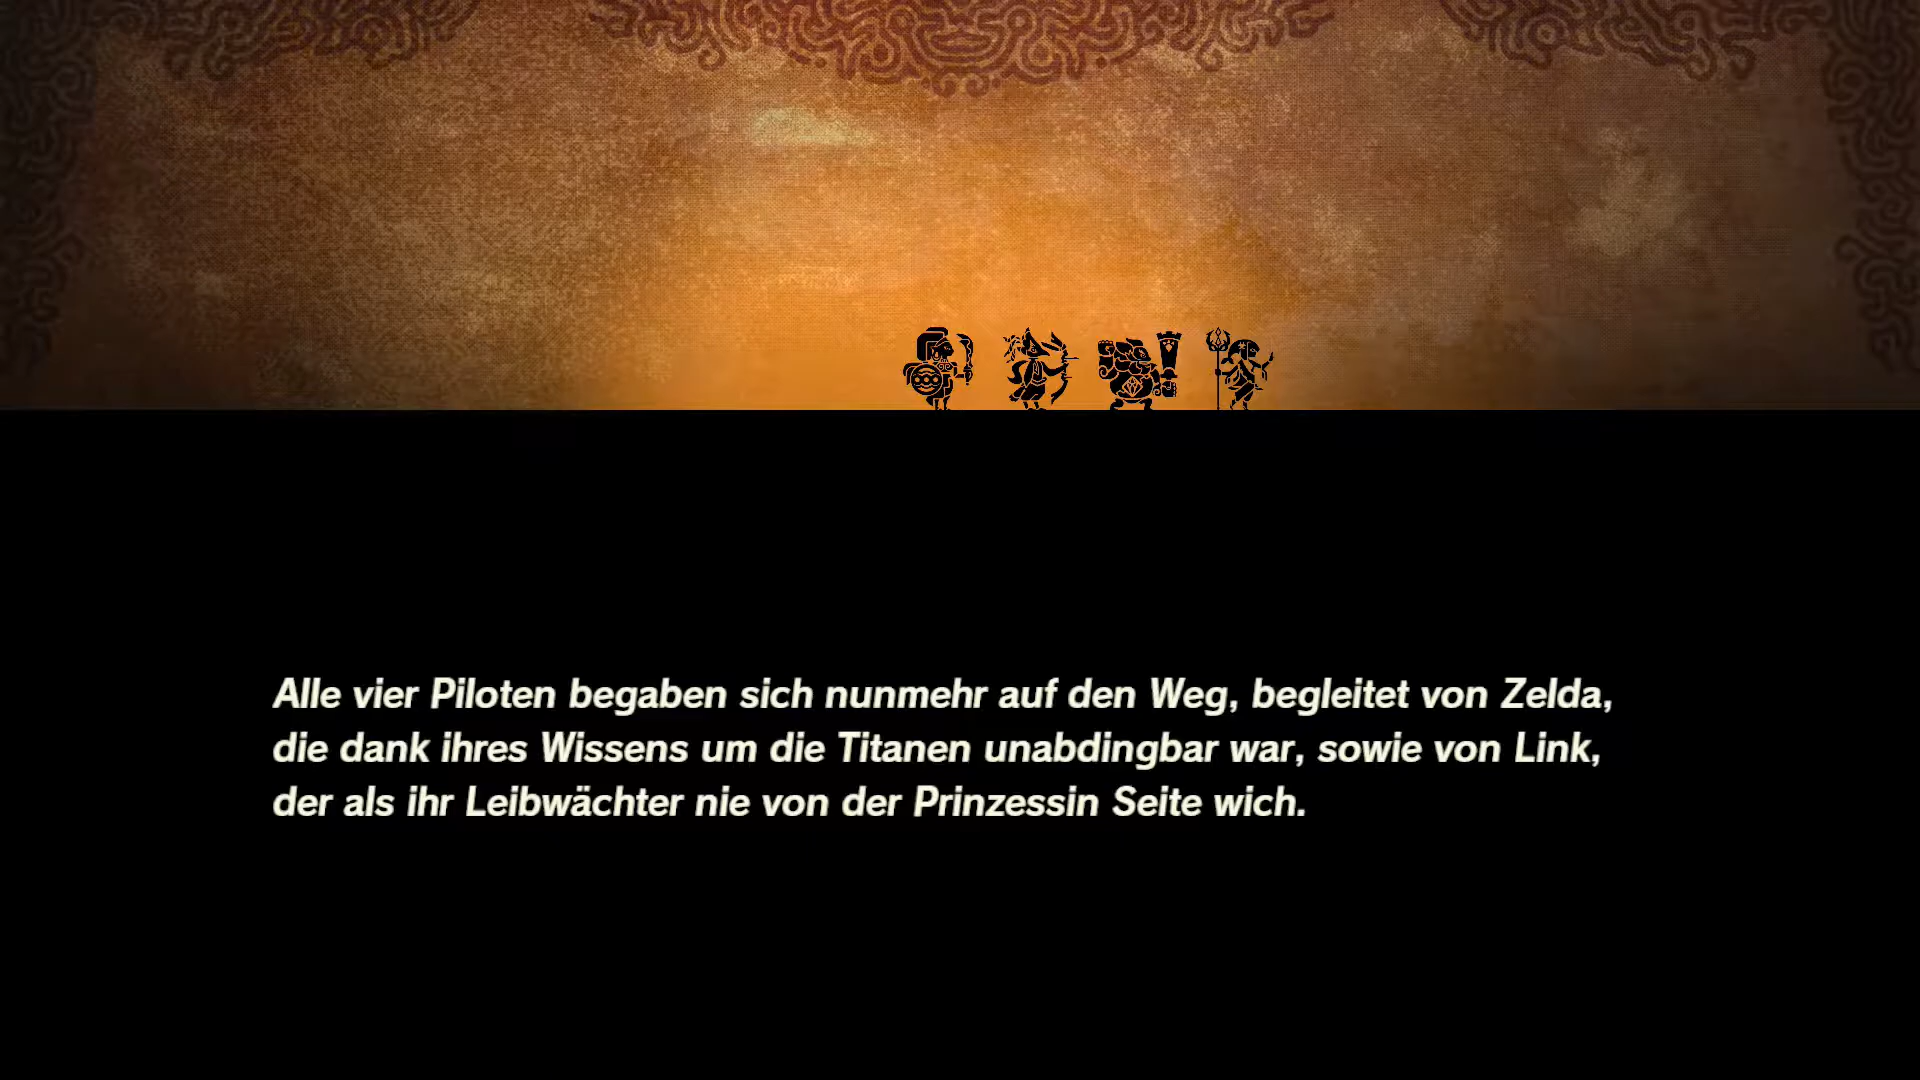 Alle vier Piloten begaben sich nunmehr auf den Weg, begleitet von Zelda,
die dank ihres Wissens um die Titanen unabdingbar war, sowie von Link,
der als ihr Leibwächter nie von der Prinzessin Seite wich.